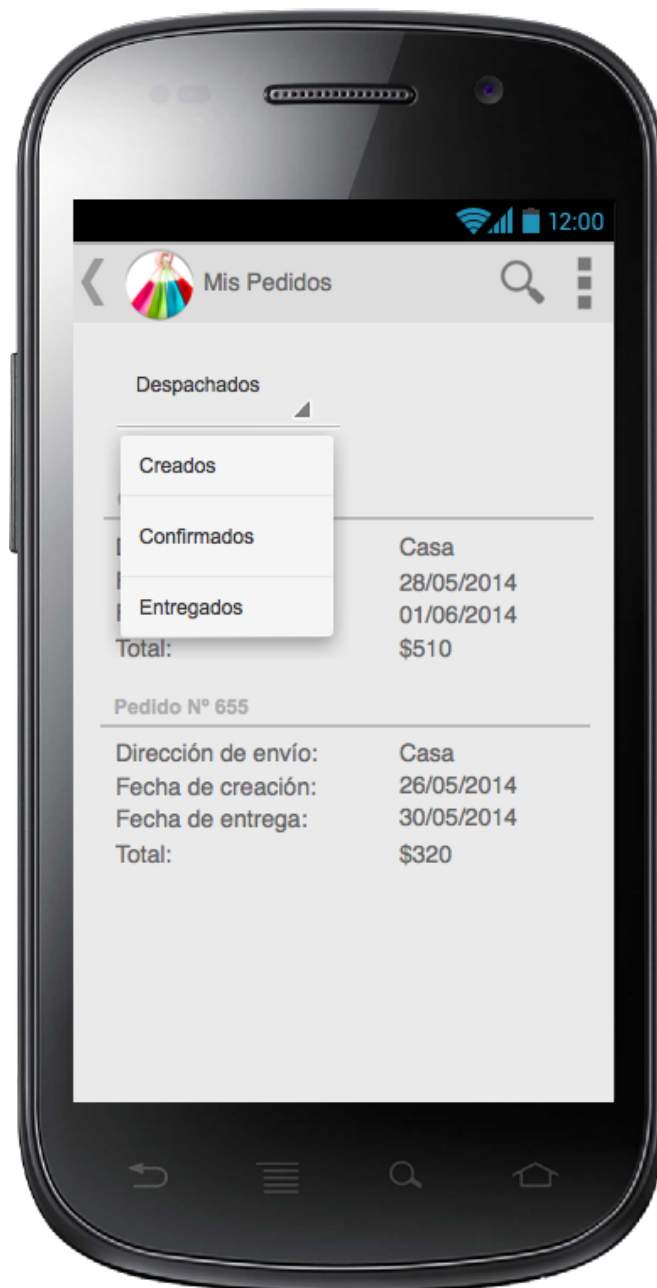 12:00
Mis Pedidos
Despachados
Creados
Confirmados
Entregados
Casa
28/05/2014
01/06/2014
Total: $510
Pedido Nº 655
Dirección de envío: Casa
Fecha de creación: 26/05/2014
Fecha de entrega: 30/05/2014
Total: $320